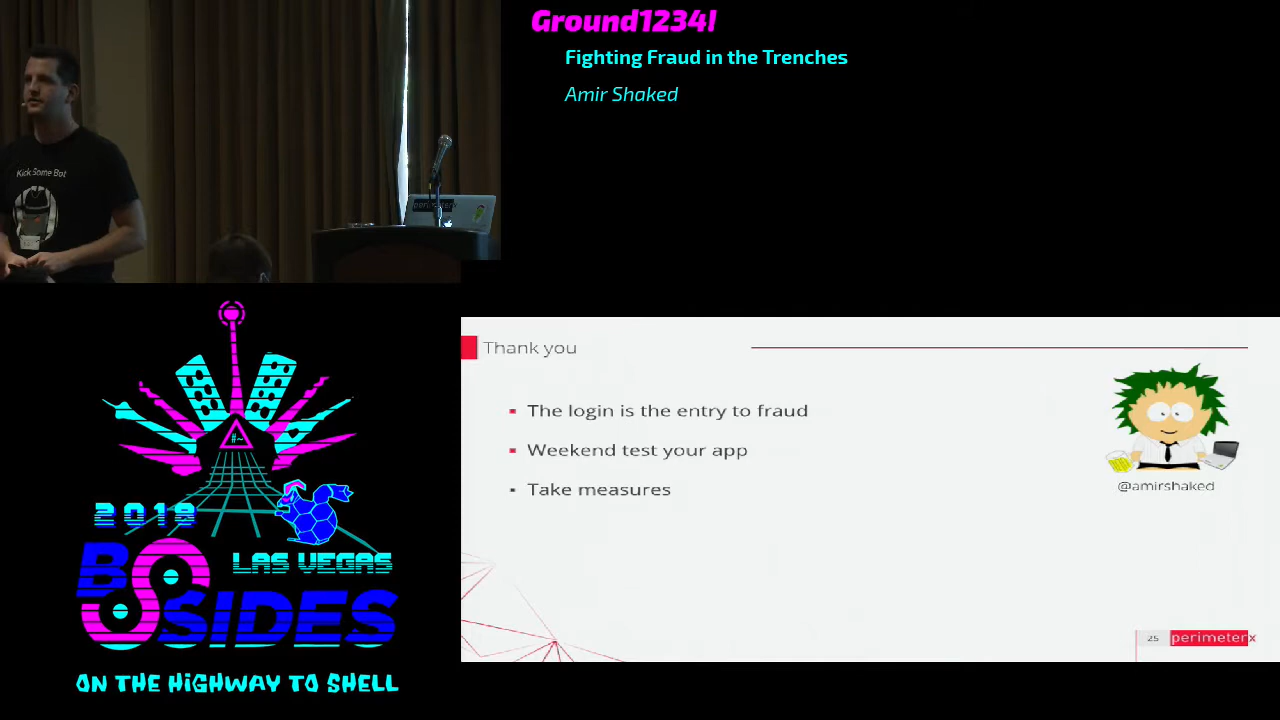 Ground1234!
Fighting Fraud in the Trenches
Amir Shaked
Kick Some Bot
#~
2019
BSIDES
LAS VEGAS
ON THE HIGHWAY TO SHELL
Thank you
The login is the entry to fraud
Weekend test your app
Take measures
@amirshaked
25
perimeterx